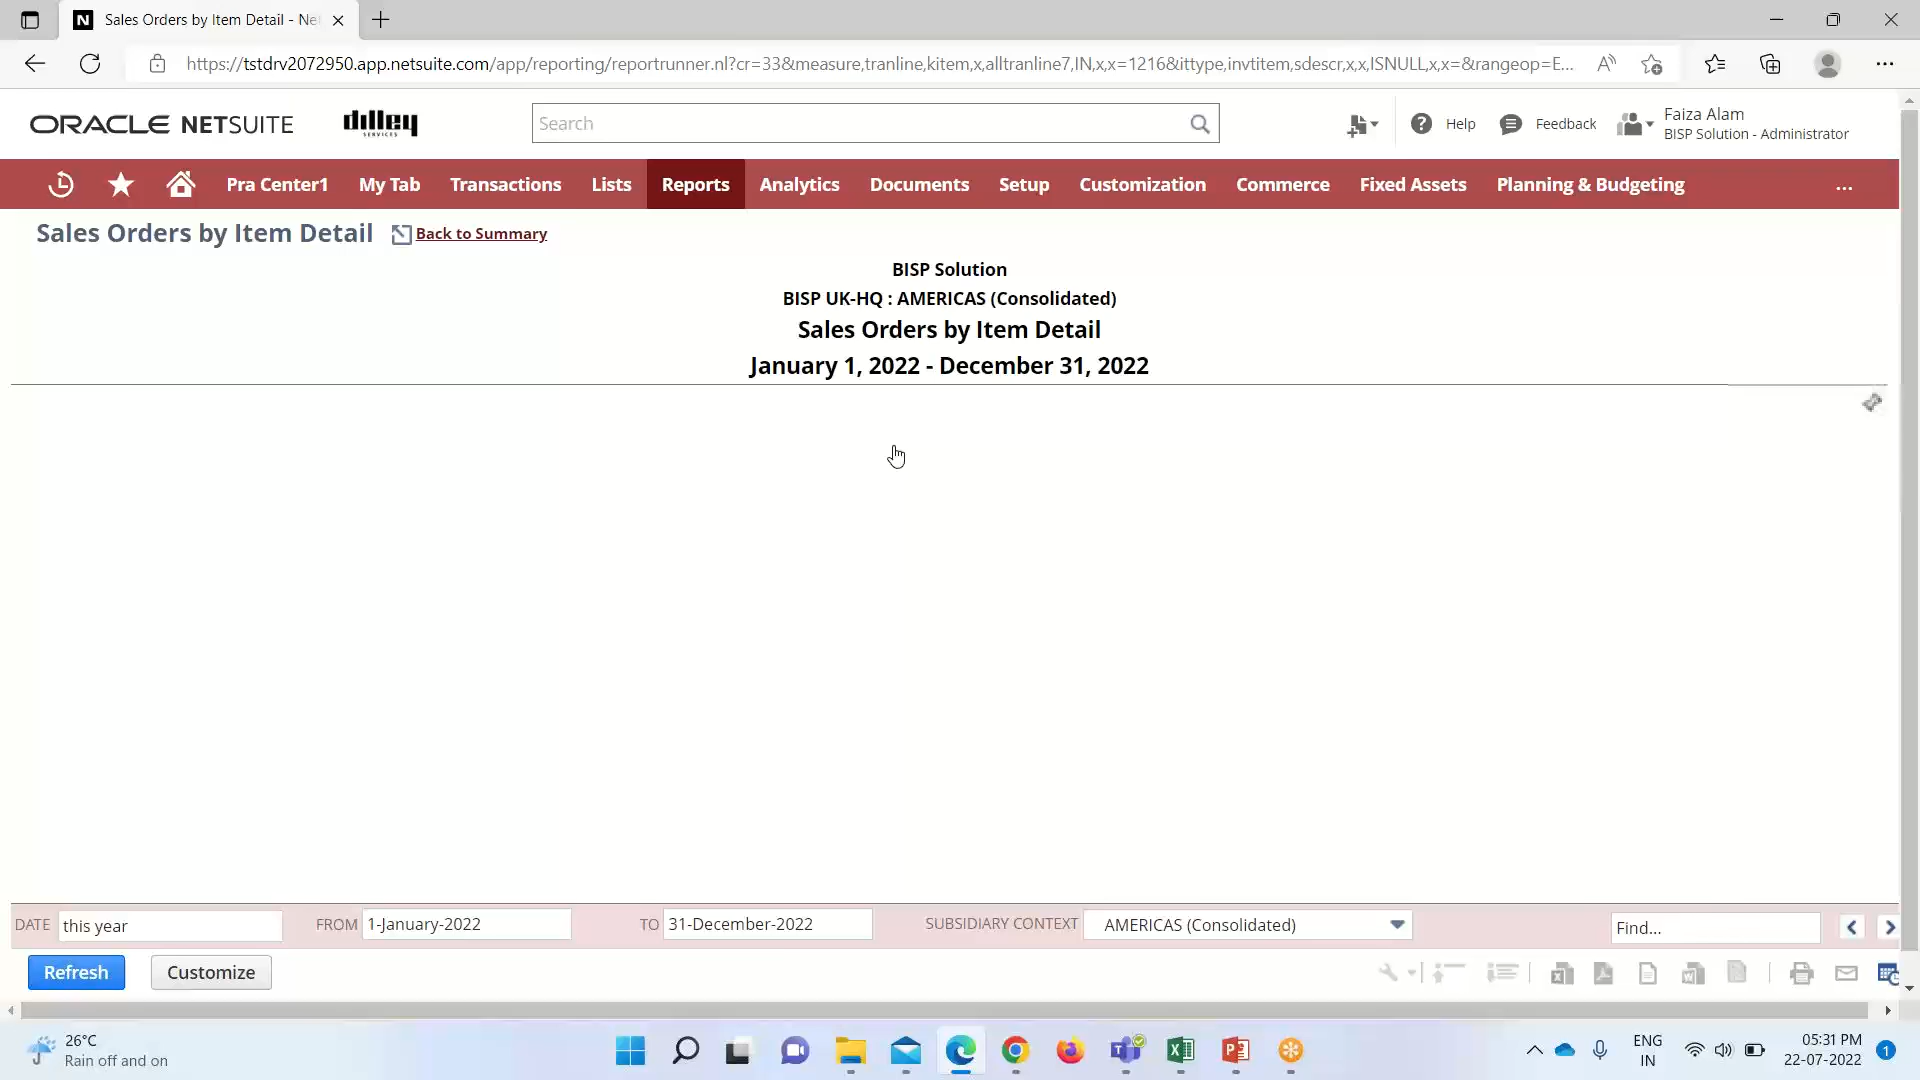 Sales Orders by Item Detail - Net
https://tstdrv2072950.app.netsuite.com/app/reporting/reportrunner.nl?cr=33&measure,tranline,kitem,x,alltranline7,IN,x,x=1216&ittype,invtitem,sdescr,x,x,ISNULL,x,x=&rangeop=E...
ORACLE NETSUITE
dilley
SERVICES
Search
Help
Feedback
Faiza Alam
BISP Solution - Administrator
Pra Center1 My Tab Transactions Lists Reports Analytics Documents Setup Customization Commerce Fixed Assets Planning & Budgeting ...
Sales Orders by Item Detail Back to Summary
BISP Solution
BISP UK-HQ : AMERICAS (Consolidated)
Sales Orders by Item Detail
January 1, 2022 - December 31, 2022
DATE this year FROM 1-January-2022 TO 31-December-2022 SUBSIDIARY CONTEXT AMERICAS (Consolidated) Find...
Refresh Customize
26°C
Rain off and on
ENG
IN
05:31 PM
22-07-2022
1